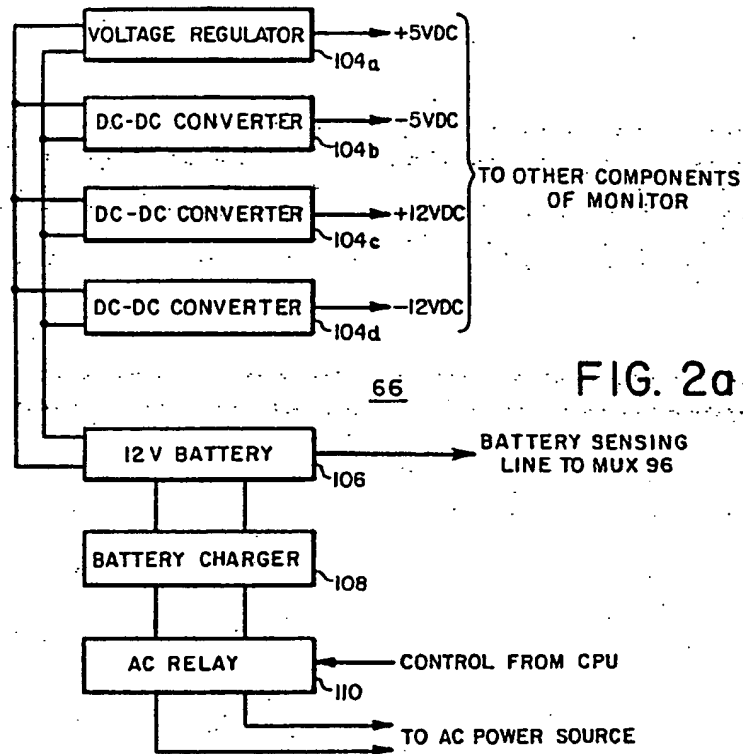 VOLTAGE REGULATOR
+5VDC
104a
DC-DC CONVERTER
-5VDC
104b
TO OTHER COMPONENTS
OF MONITOR
DC-DC CONVERTER
+12VDC
104c
DC-DC CONVERTER
-12VDC
104d
66
FIG. 2a
12V BATTERY
106
BATTERY SENSING
LINE TO MUX 96
BATTERY CHARGER
108
AC RELAY
110
CONTROL FROM CPU
TO AC POWER SOURCE